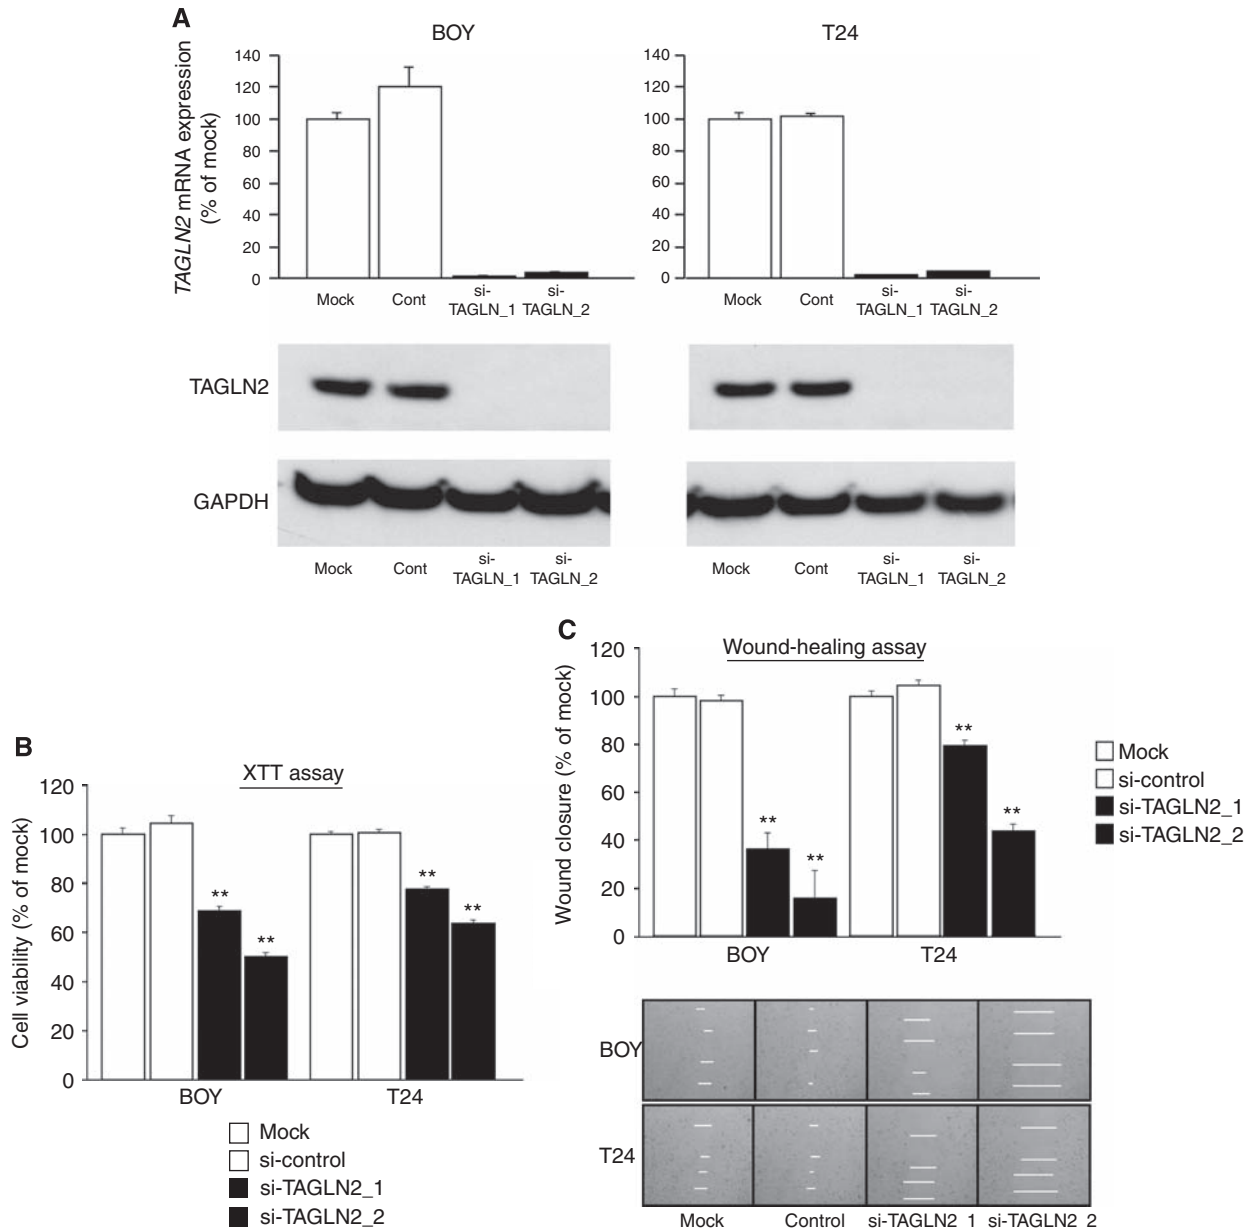 A
BOY
T24
TAGLN2 mRNA expression
(% of mock)
140
120
100
80
60
40
20
0
140
120
100
80
60
40
20
0
Mock
Cont
si-
TAGLN_1
si-
TAGLN_2
Mock
Cont
si-
TAGLN_1
si-
TAGLN_2
TAGLN2
GAPDH
Mock
Cont
si-
TAGLN_1
si-
TAGLN_2
Mock
Cont
si-
TAGLN_1
si-
TAGLN_2
B
XTT assay
Cell viability (% of mock)
120
100
80
60
40
20
0
**
**
**
**
BOY
T24
Mock
si-control
si-TAGLN2_1
si-TAGLN2_2
C
Wound-healing assay
Wound closure (% of mock)
120
100
80
60
40
20
0
**
**
**
**
BOY
T24
Mock
si-control
si-TAGLN2_1
si-TAGLN2_2
BOY
T24
Mock
Control
si-TAGLN2_1
si-TAGLN2_2